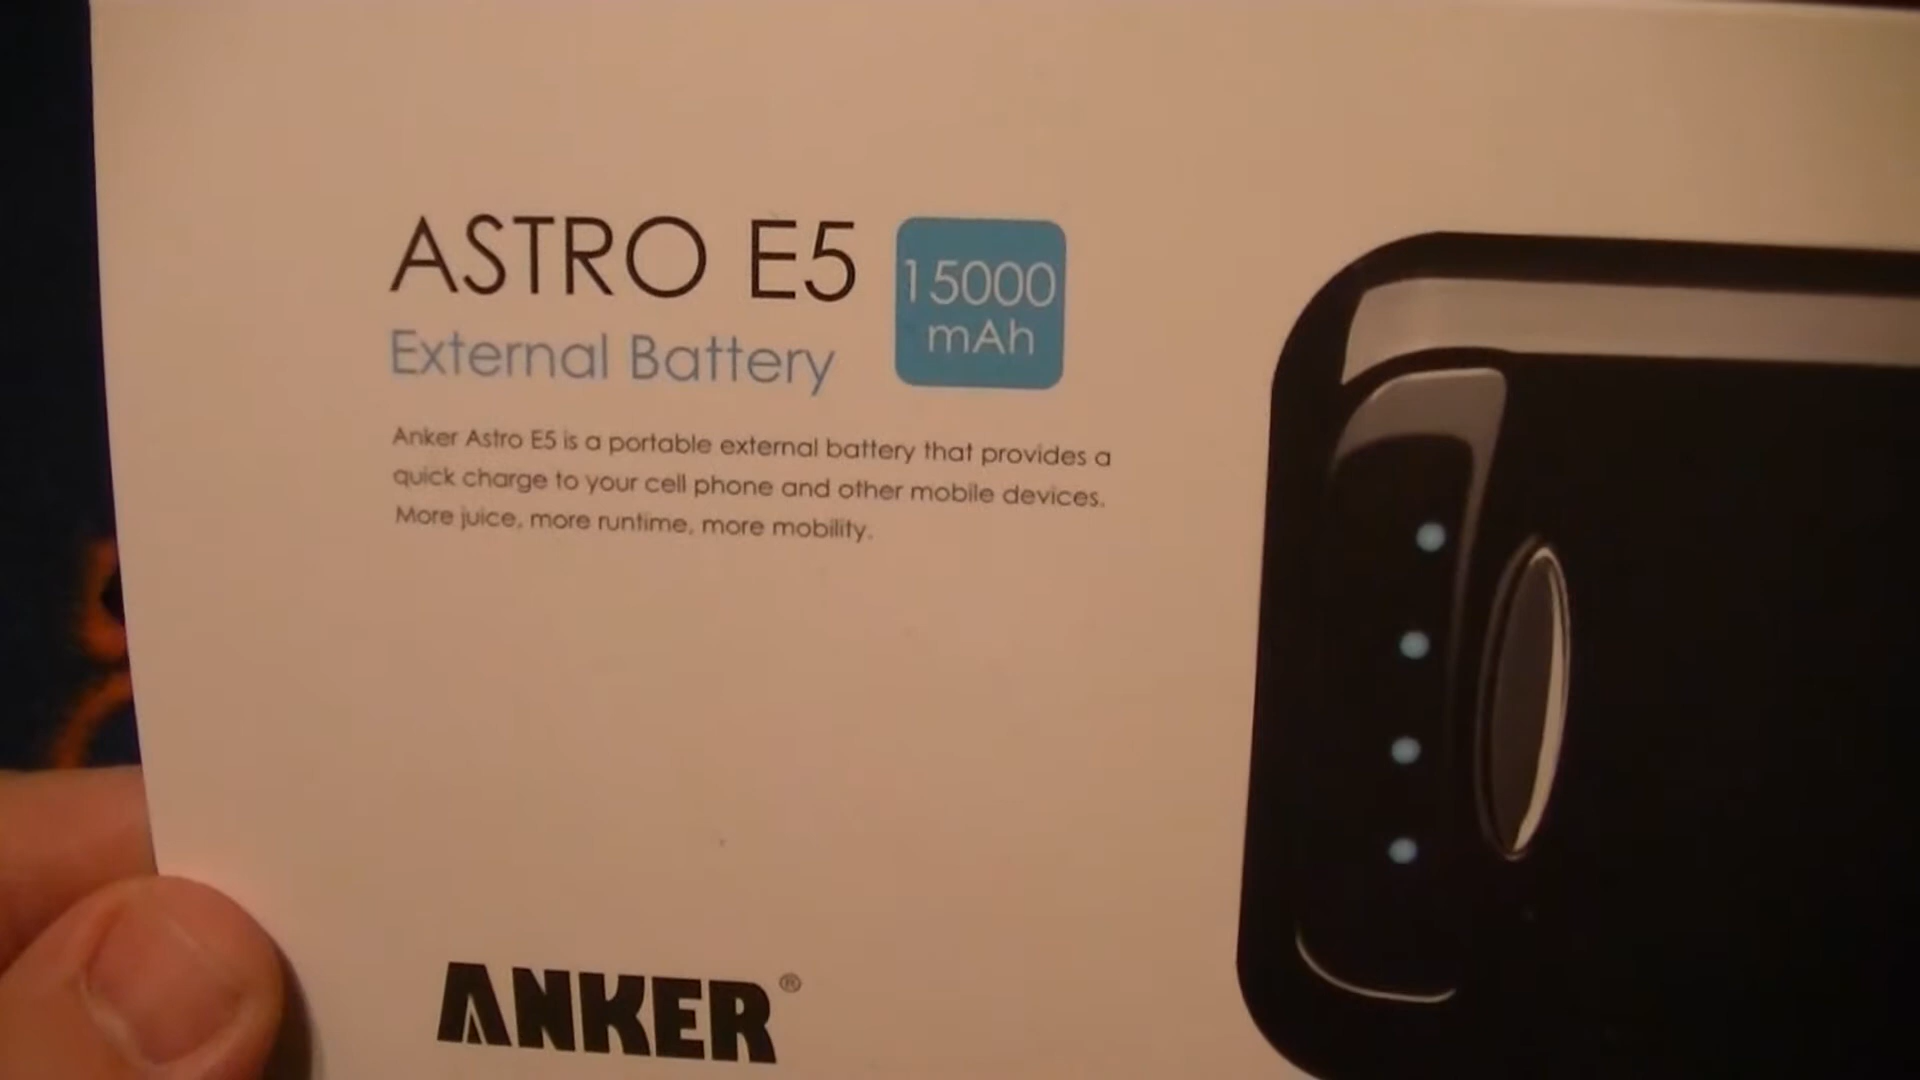 ASTRO E5
15000
mAh
External Battery
Anker Astro E5 is a portable external battery that provides a
quick charge to your cell phone and other mobile devices.
More juice, more runtime, more mobility.
ANKER®